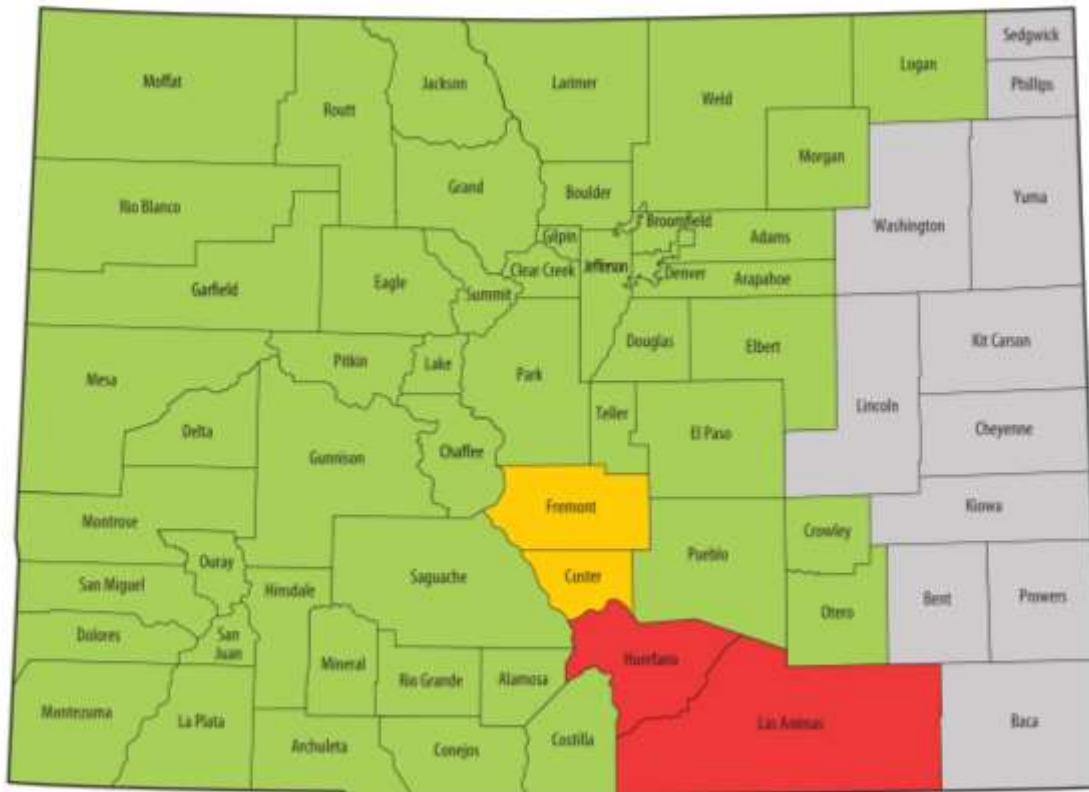 Sedgwick
Moffat
Jackson
Larimer
Logan
Weld
Phillips
Routt
Morgan
Grand
Boulder
Yuma
Rio Blanco
Washington
Broomfield
Gilpin
Adams
Clear Creek
Jefferson
Denver
Arapahoe
Garfield
Eagle
Summit
Kit Carson
Douglas
Elbert
Pitkin
Lake
Park
Mesa
Lincoln
Teller
Cheyenne
Delta
El Paso
Chaffee
Gunnison
Kiowa
Fremont
Montrose
Crowley
Pueblo
Ouray
Saguache
Custer
San Miguel
Hinsdale
Bent
Prowers
Otero
Dolores
San
Juan
Mineral
Huerfano
Rio Grande
Alamosa
Montezuma
La Plata
Las Animas
Baca
Archuleta
Conejos
Costilla